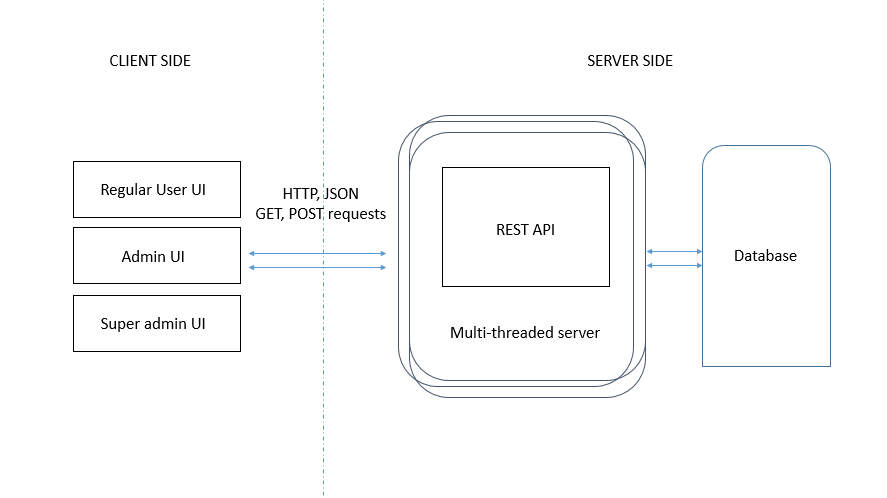 CLIENT SIDE
SERVER SIDE
Regular User UI
Admin UI
Super admin UI
HTTP, JSON
GET, POST requests
REST API
Multi-threaded server
Database